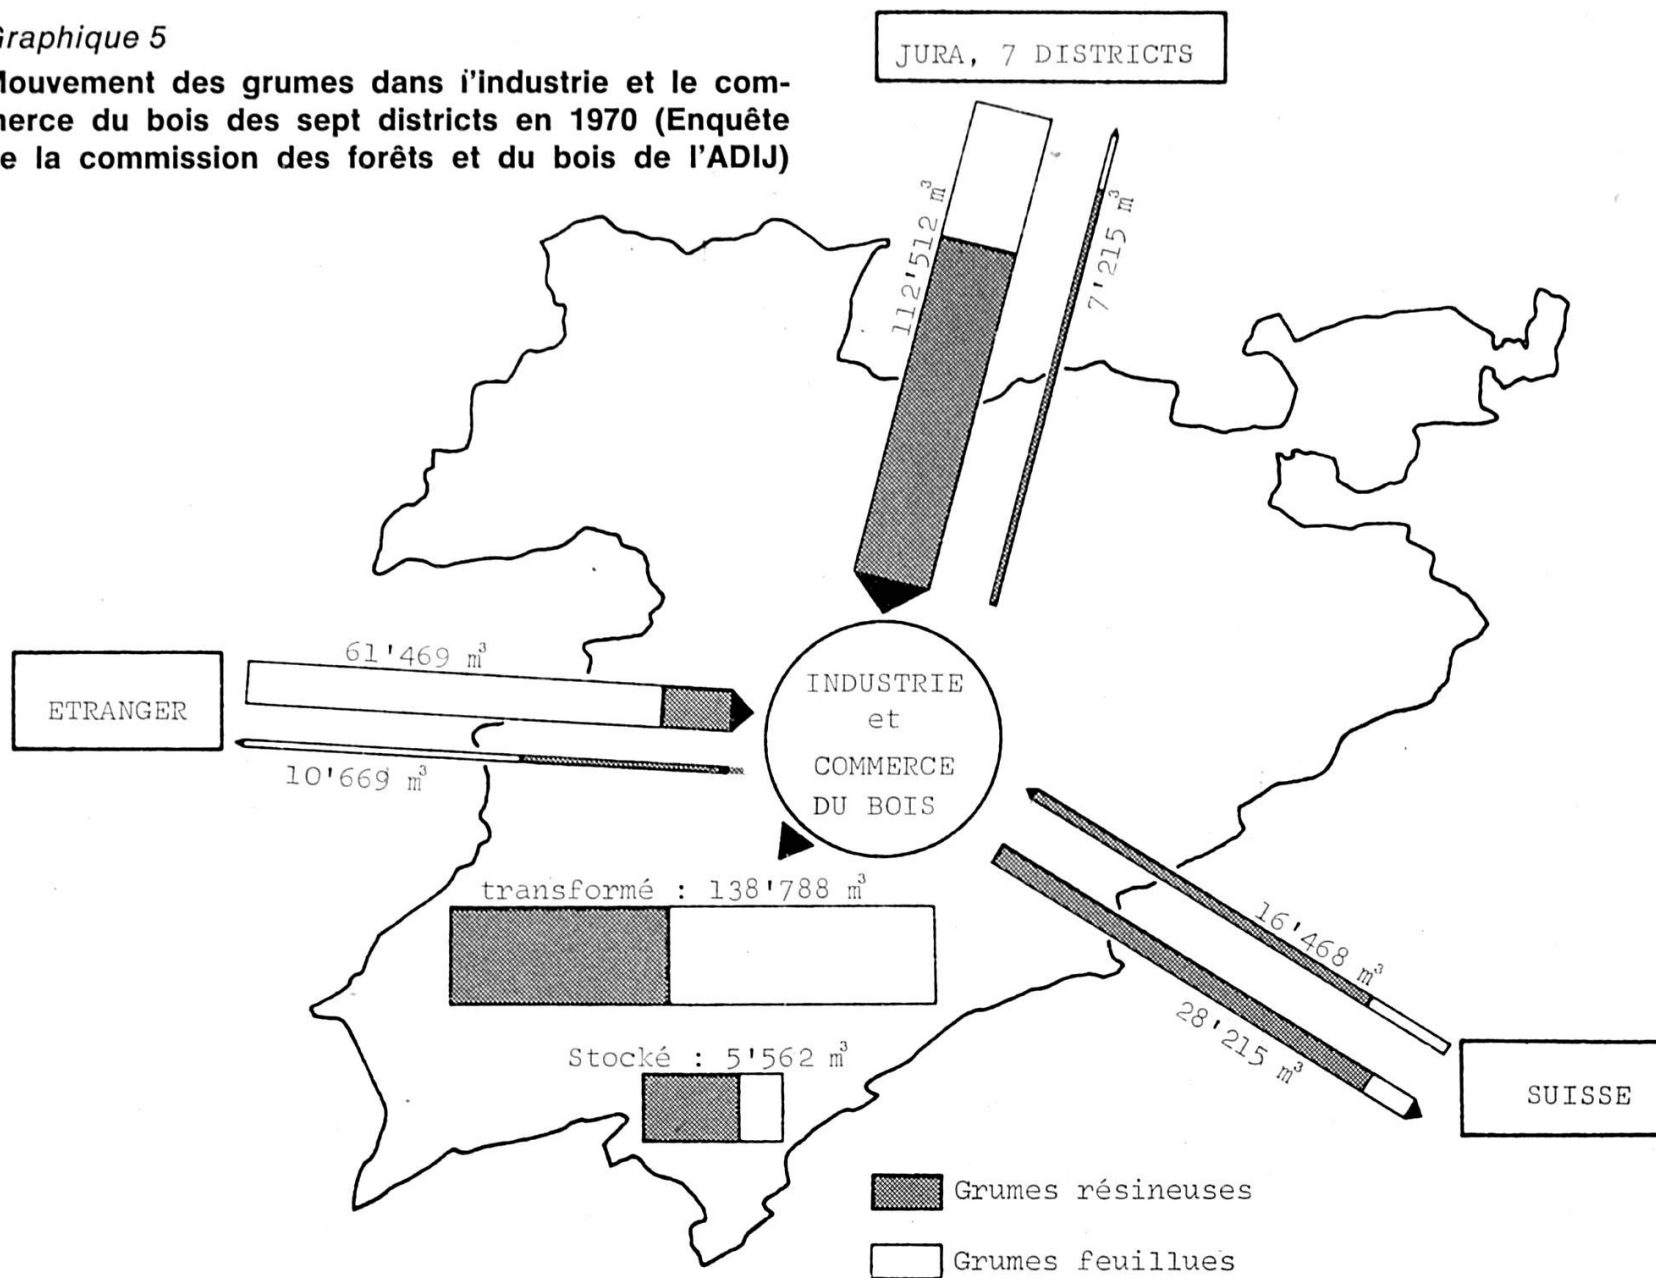 raphique 5
ouvement des grumes dans l'industrie et le com-
erce du bois des sept districts en 1970 (Enquête
e la commission des forêts et du bois de l'ADIJ)
JURA, 7 DISTRICTS
112'512 m³
7'215 m³
61'469 m³
ETRANGER
10'669 m³
INDUSTRIE
et
COMMERCE
DU BOIS
transformé : 138'788 m³
16'468 m³
28'215 m³
Stocké : 5'562 m³
SUISSE
Grumes résineuses
Grumes feuillues